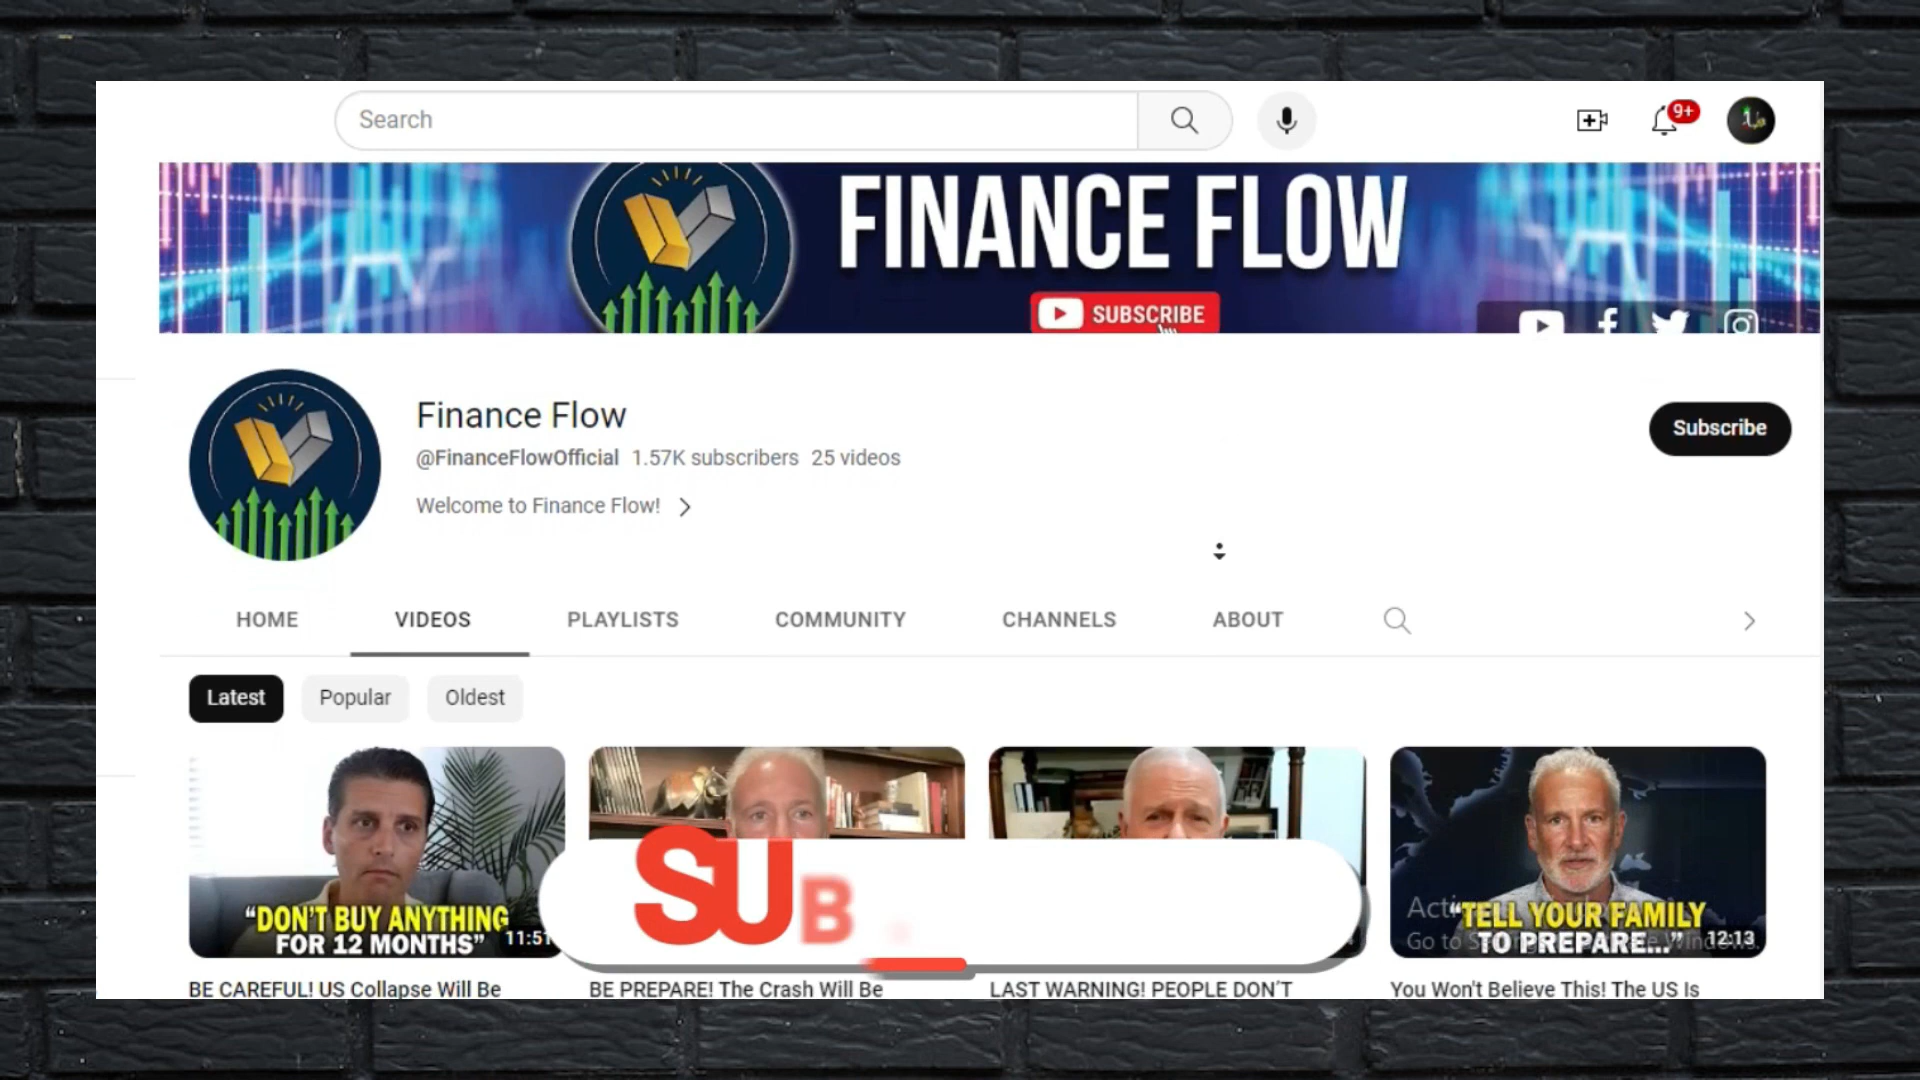 Search
9+
FINANCE FLOW
SUBSCRIBE
Finance Flow
@FinanceFlowOfficial 1.57K subscribers 25 videos
Welcome to Finance Flow!
Subscribe
HOME VIDEOS PLAYLISTS COMMUNITY CHANNELS ABOUT
Latest Popular Oldest
"DON'T BUY ANYTHING
FOR 12 MONTHS"
11:51
SUB
"TELL YOUR FAMILY
TO PREPARE..."
12:13
BE CAREFUL! US Collapse Will Be
BE PREPARE! The Crash Will Be
LAST WARNING! PEOPLE DON'T
You Won't Believe This! The US Is